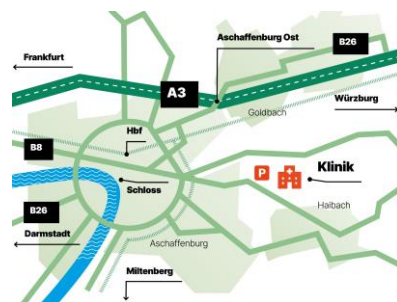 Frankfurt
Aschaffenburg Ost
B26
A3
Würzburg
Goldbach
Hbf
B8
Klinik
P
Schloss
Haibach
B26
Darmstadt
Aschaffenburg
Miltenberg